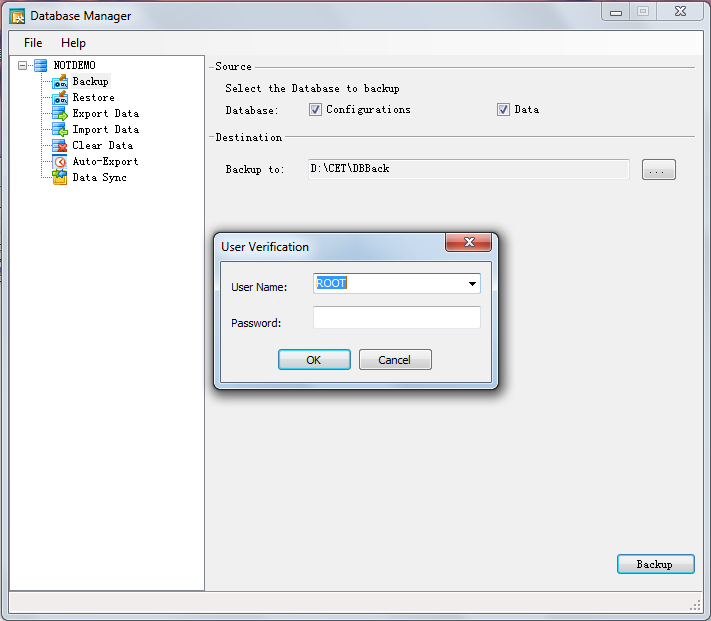 Database Manager
File Help
NOTDEMO
Backup
Restore
Export Data
Import Data
Clear Data
Auto-Export
Data Sync
Source
Select the Database to backup
Database: Configurations Data
Destination
Backup to: D:\CET\DBBack ...
User Verification
User Name: ROOT
Password:
OK Cancel
Backup